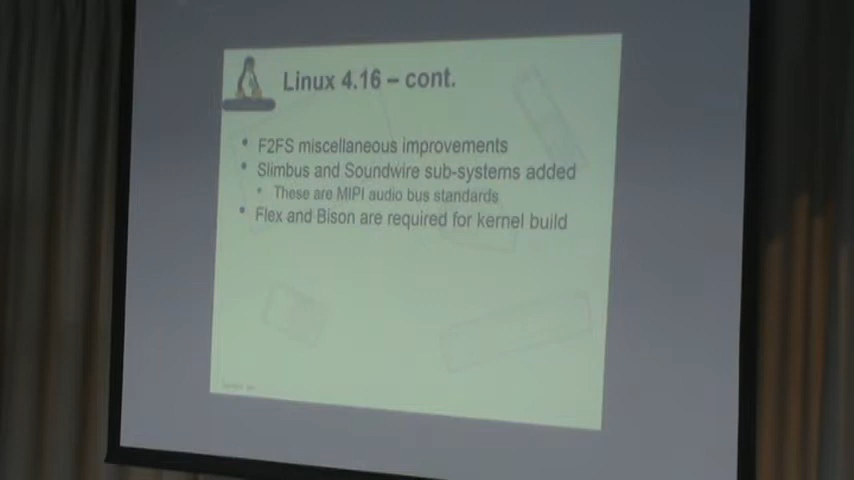 Linux 4.16 – cont.
• F2FS miscellaneous improvements
• Slimbus and Soundwire sub-systems added
• These are MIPI audio bus standards
• Flex and Bison are required for kernel build